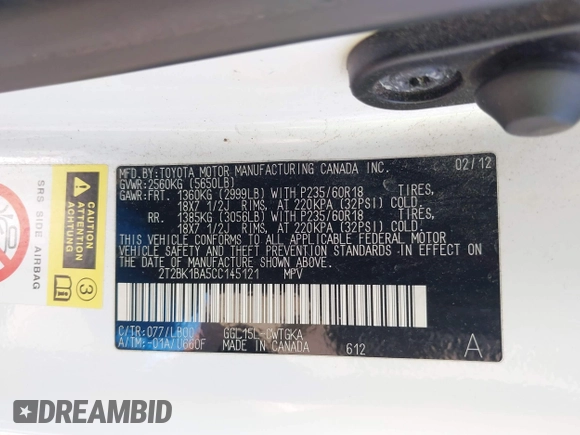 MFD.BY:TOYOTA MOTOR MANUFACTURING CANADA INC. 02/12
GVWR:2560KG (5650LB)
GAWR:FRT. 1360KG (2999LB) WITH P235/60R18 TIRES,
18X7 1/2J RIMS, AT 220KPA (32PSI) COLD.
RR. 1385KG (3056LB) WITH P235/60R18 TIRES,
18X7 1/2J RIMS, AT 220KPA (32PSI) COLD.
THIS VEHICLE CONFORMS TO ALL APPLICABLE FEDERAL MOTOR
VEHICLE SAFETY AND THEFT PREVENTION STANDARDS IN EFFECT ON
THE DATE OF MANUFACTURE SHOWN ABOVE.
2T2BK1BA5CC145121 MPV
C/TR:077/LB00 GGL15L-CWTGKA
A/TM:-01A/U660F MADE IN CANADA 612 A
SRS SIDE AIRBAG
3
DREAMBID